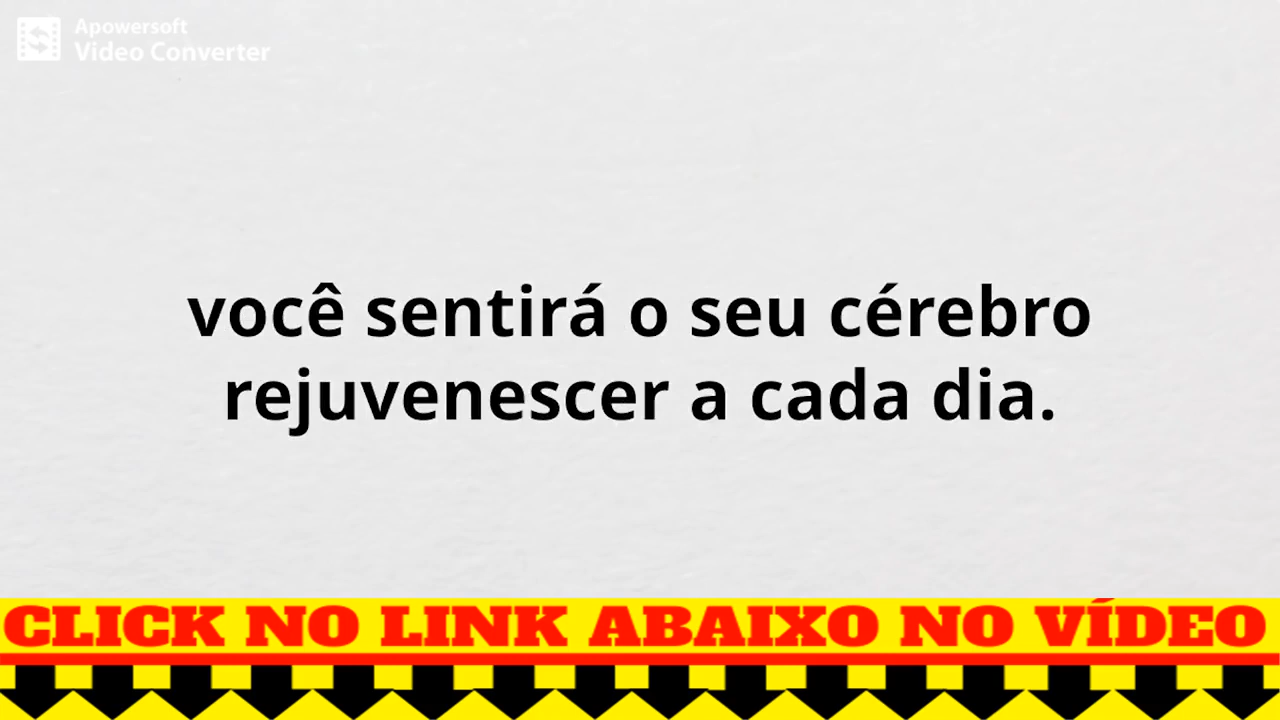 Apowersoft
Video Converter
você sentirá o seu cérebro
rejuvenescer a cada dia.
CLICK NO LINK ABAIXO NO VÍDEO